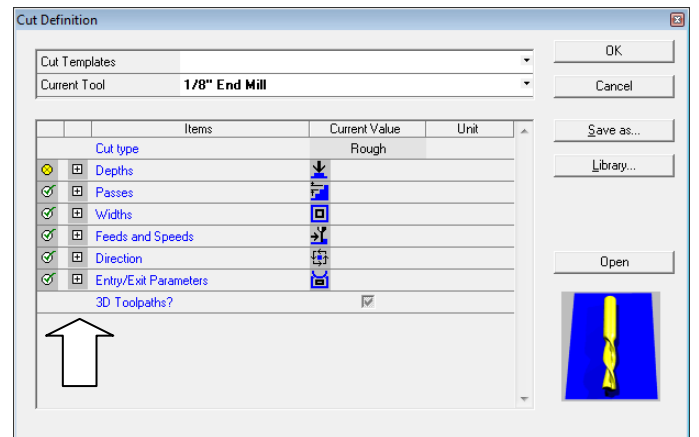 Cut Definition
Cut Templates
OK
Current Tool 1/8" End Mill
Cancel
Items Current Value Unit
Save as...
Cut type Rough
Library...
Depths
Passes
Widths
Feeds and Speeds
Direction
Open
Entry/Exit Parameters
3D Toolpaths?